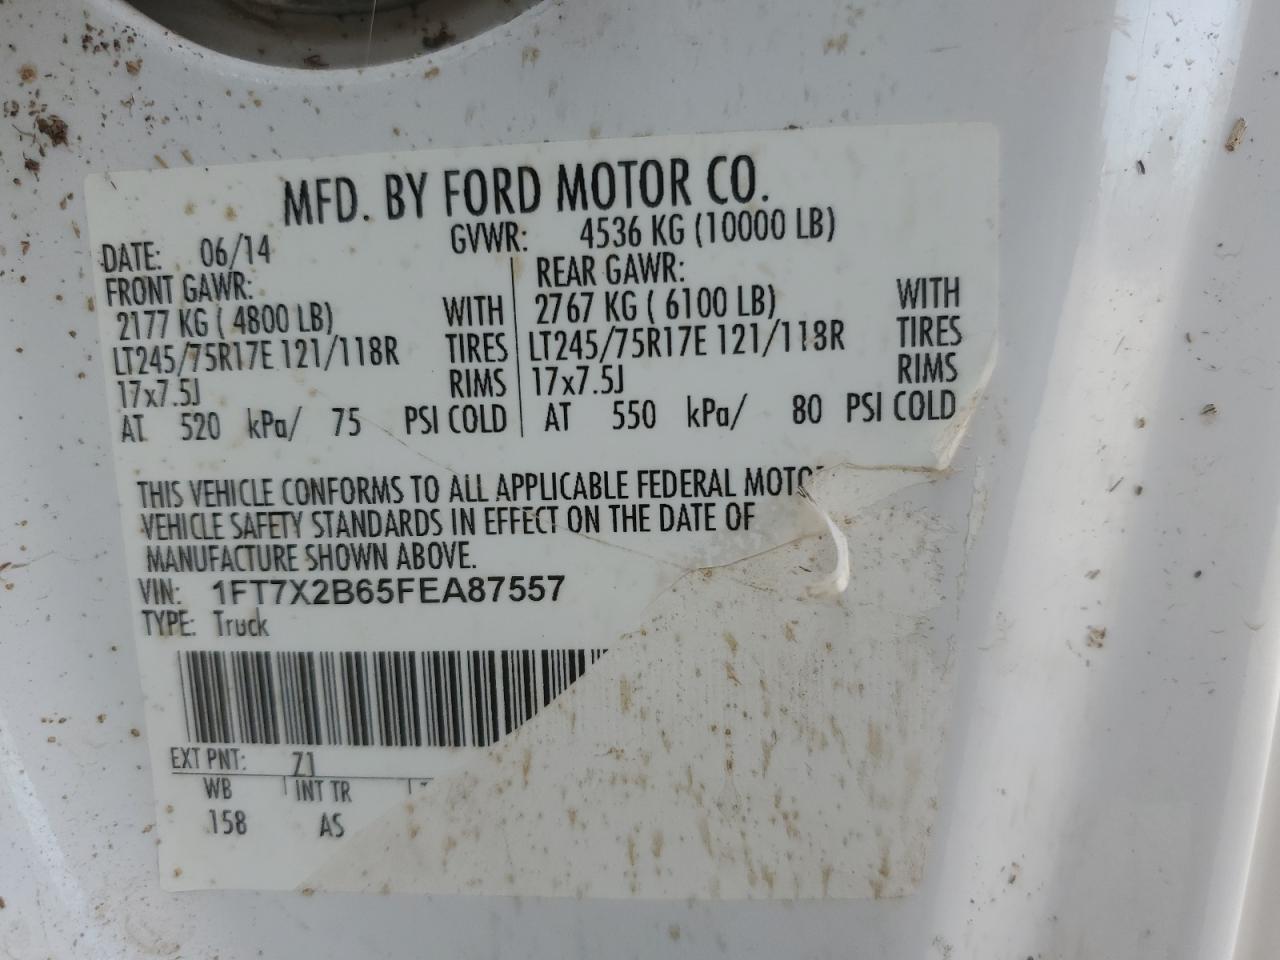 MFD. BY FORD MOTOR CO.
DATE: 06/14 GVWR: 4536 KG (10000 LB)
FRONT GAWR: REAR GAWR:
2177 KG ( 4800 LB) WITH 2767 KG ( 6100 LB) WITH
LT245/75R17E 121/118R TIRES LT245/75R17E 121/118R TIRES
17x7.5J RIMS 17x7.5J RIMS
AT 520 kPa/ 75 PSI COLD AT 550 kPa/ 80 PSI COLD
THIS VEHICLE CONFORMS TO ALL APPLICABLE FEDERAL MOTOR
VEHICLE SAFETY STANDARDS IN EFFECT ON THE DATE OF
MANUFACTURE SHOWN ABOVE.
VIN: 1FT7X2B65FEA87557
TYPE: Truck
EXT PNT: Z1
WB INT TR
158 AS